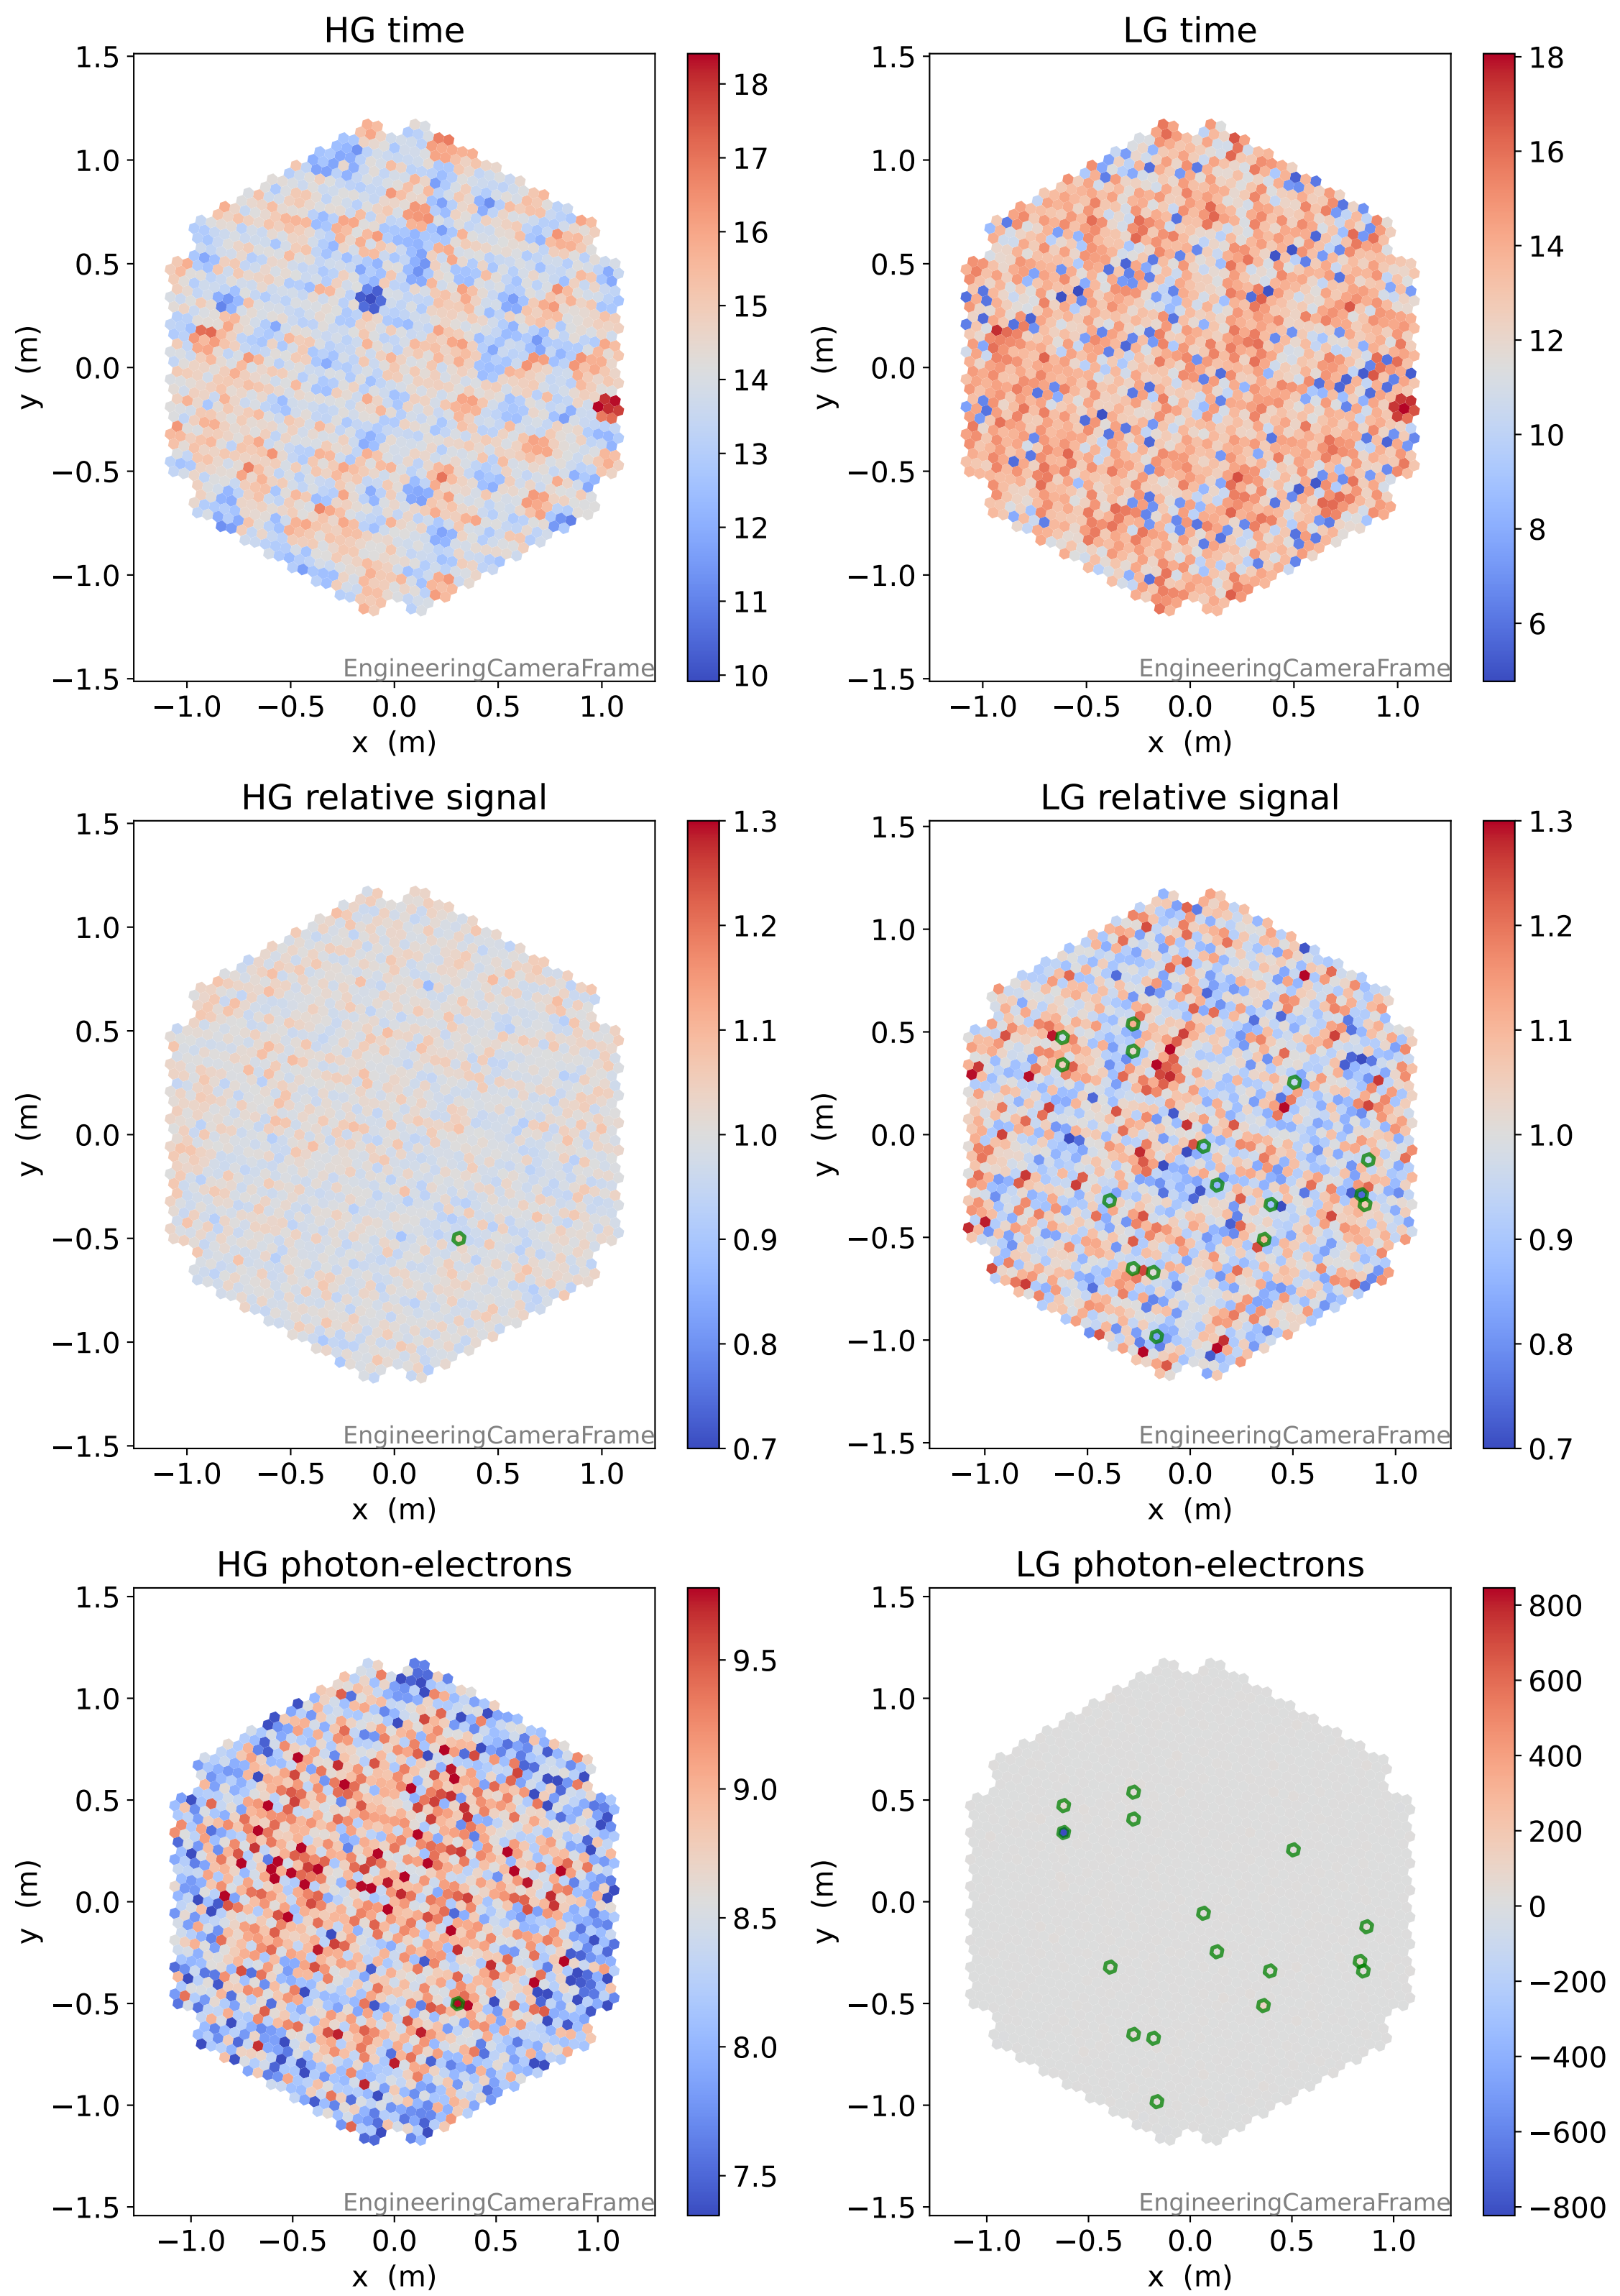 HG time
1.5
1.0
0.5
0.0
−0.5
−1.0
−1.5
y (m)
−1.0 −0.5 0.0 0.5 1.0
x (m)
EngineeringCameraFrame
18
17
16
15
14
13
12
11
10
LG time
1.5
1.0
0.5
0.0
−0.5
−1.0
−1.5
y (m)
−1.0 −0.5 0.0 0.5 1.0
x (m)
EngineeringCameraFrame
18
16
14
12
10
8
6
HG relative signal
1.5
1.0
0.5
0.0
−0.5
−1.0
−1.5
y (m)
−1.0 −0.5 0.0 0.5 1.0
x (m)
EngineeringCameraFrame
1.3
1.2
1.1
1.0
0.9
0.8
0.7
LG relative signal
1.5
1.0
0.5
0.0
−0.5
−1.0
−1.5
y (m)
−1.0 −0.5 0.0 0.5 1.0
x (m)
EngineeringCameraFrame
1.3
1.2
1.1
1.0
0.9
0.8
0.7
HG photon-electrons
1.5
1.0
0.5
0.0
−0.5
−1.0
−1.5
y (m)
−1.0 −0.5 0.0 0.5 1.0
x (m)
EngineeringCameraFrame
9.5
9.0
8.5
8.0
7.5
LG photon-electrons
1.5
1.0
0.5
0.0
−0.5
−1.0
−1.5
y (m)
−1.0 −0.5 0.0 0.5 1.0
x (m)
EngineeringCameraFrame
800
600
400
200
0
−200
−400
−600
−800